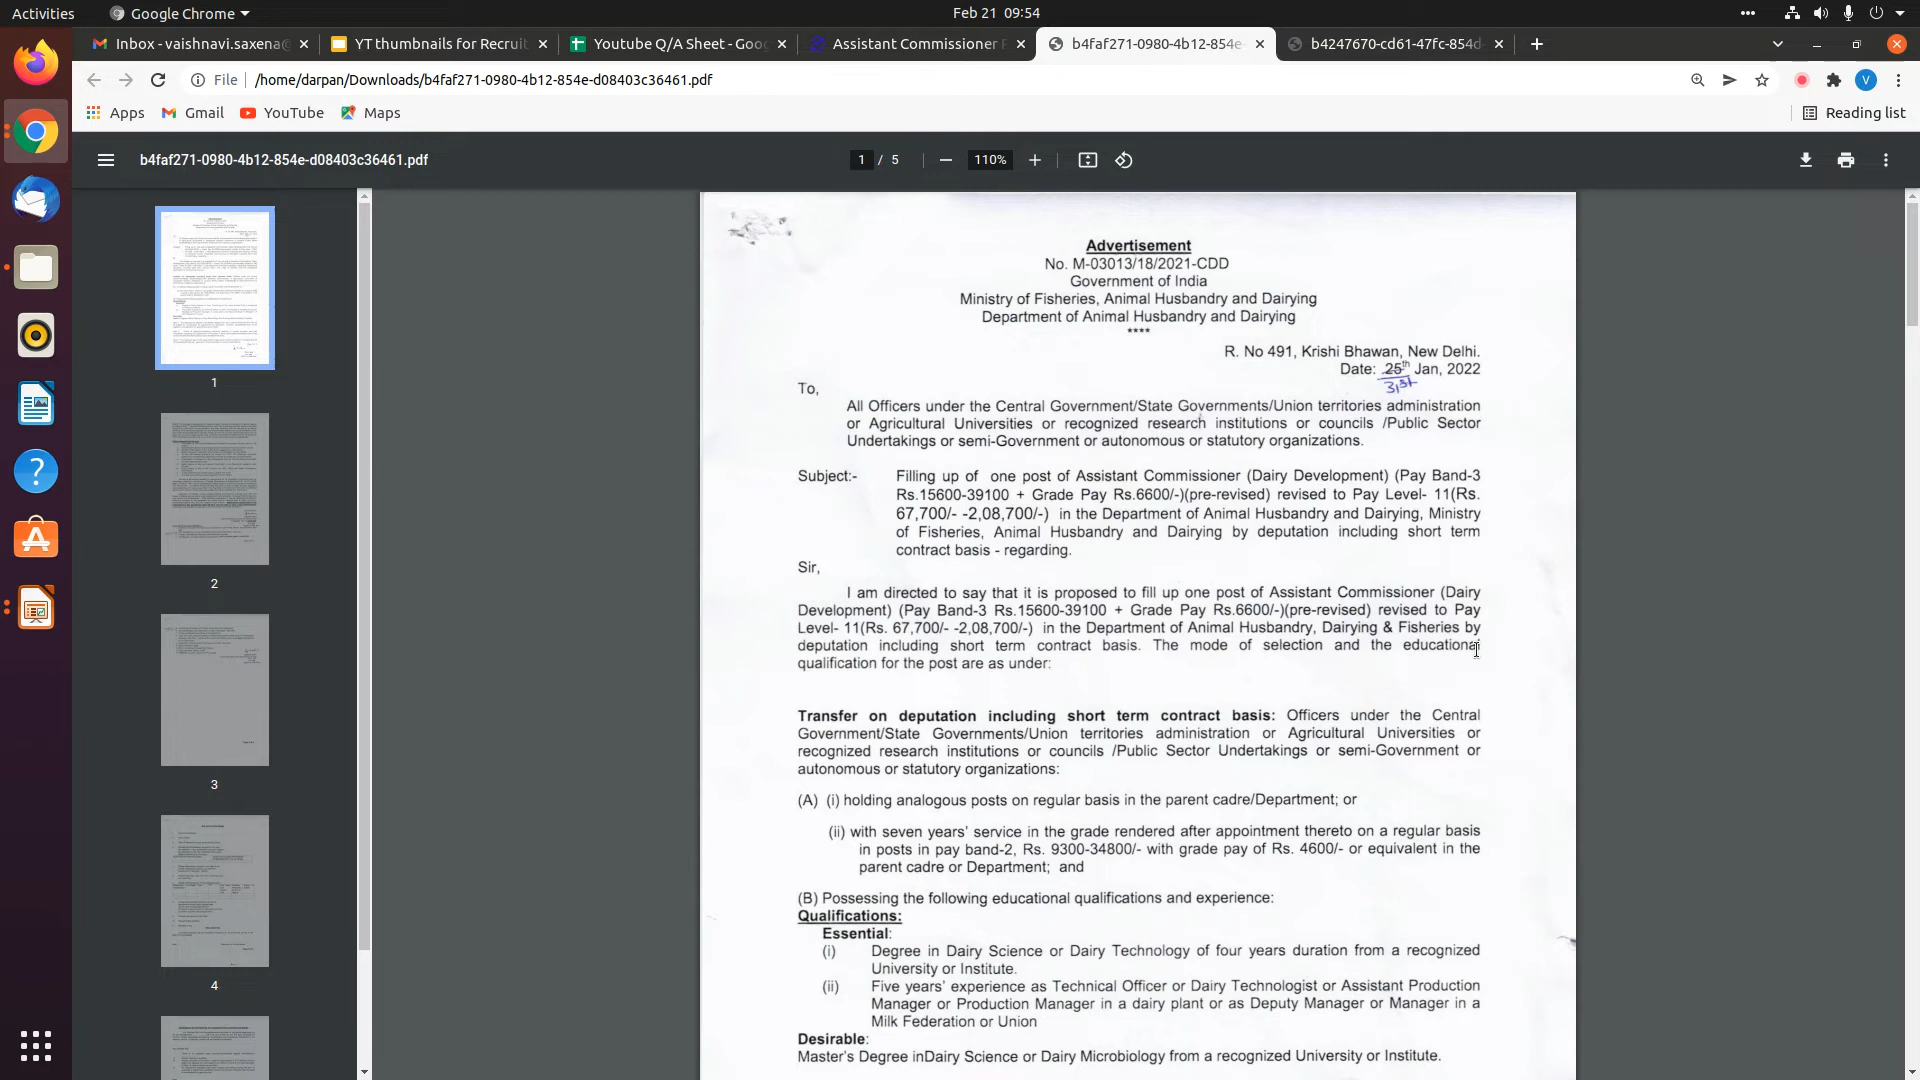 Activities
Google Chrome
Feb 21 09:54
Inbox - vaishnavi.saxena@
YT thumbnails for Recruit
Youtube Q/A Sheet - Goog
Assistant Commissioner
b4faf271-0980-4b12-854e-
b4247670-cd61-47fc-854d-
File
/home/darpan/Downloads/b4faf271-0980-4b12-854e-d08403c36461.pdf
V
Apps
Gmail
YouTube
Maps
Reading list
b4faf271-0980-4b12-854e-d08403c36461.pdf
1 / 5
110%
1
2
3
4
Advertisement
No. M-03013/18/2021-CDD
Government of India
Ministry of Fisheries, Animal Husbandry and Dairying
Department of Animal Husbandry and Dairying
****
R. No 491, Krishi Bhawan, New Delhi.
Date: 25th Jan, 2022
31st
To,
All Officers under the Central Government/State Governments/Union territories administration
or Agricultural Universities or recognized research institutions or councils /Public Sector
Undertakings or semi-Government or autonomous or statutory organizations.
Subject:- Filling up of one post of Assistant Commissioner (Dairy Development) (Pay Band-3
Rs.15600-39100 + Grade Pay Rs.6600/-)(pre-revised) revised to Pay Level- 11(Rs.
67,700/- -2,08,700/-) in the Department of Animal Husbandry and Dairying, Ministry
of Fisheries, Animal Husbandry and Dairying by deputation including short term
contract basis - regarding.
Sir,
I am directed to say that it is proposed to fill up one post of Assistant Commissioner (Dairy
Development) (Pay Band-3 Rs.15600-39100 + Grade Pay Rs.6600/-)(pre-revised) revised to Pay
Level- 11(Rs. 67,700/- -2,08,700/-) in the Department of Animal Husbandry, Dairying & Fisheries by
deputation including short term contract basis. The mode of selection and the educational
qualification for the post are as under:
Transfer on deputation including short term contract basis: Officers under the Central
Government/State Governments/Union territories administration or Agricultural Universities or
recognized research institutions or councils /Public Sector Undertakings or semi-Government or
autonomous or statutory organizations:
(A) (i) holding analogous posts on regular basis in the parent cadre/Department; or
(ii) with seven years' service in the grade rendered after appointment thereto on a regular basis
in posts in pay band-2, Rs. 9300-34800/- with grade pay of Rs. 4600/- or equivalent in the
parent cadre or Department; and
(B) Possessing the following educational qualifications and experience:
Qualifications:
Essential:
(i) Degree in Dairy Science or Dairy Technology of four years duration from a recognized
University or Institute.
(ii) Five years' experience as Technical Officer or Dairy Technologist or Assistant Production
Manager or Production Manager in a dairy plant or as Deputy Manager or Manager in a
Milk Federation or Union
Desirable:
Master's Degree inDairy Science or Dairy Microbiology from a recognized University or Institute.